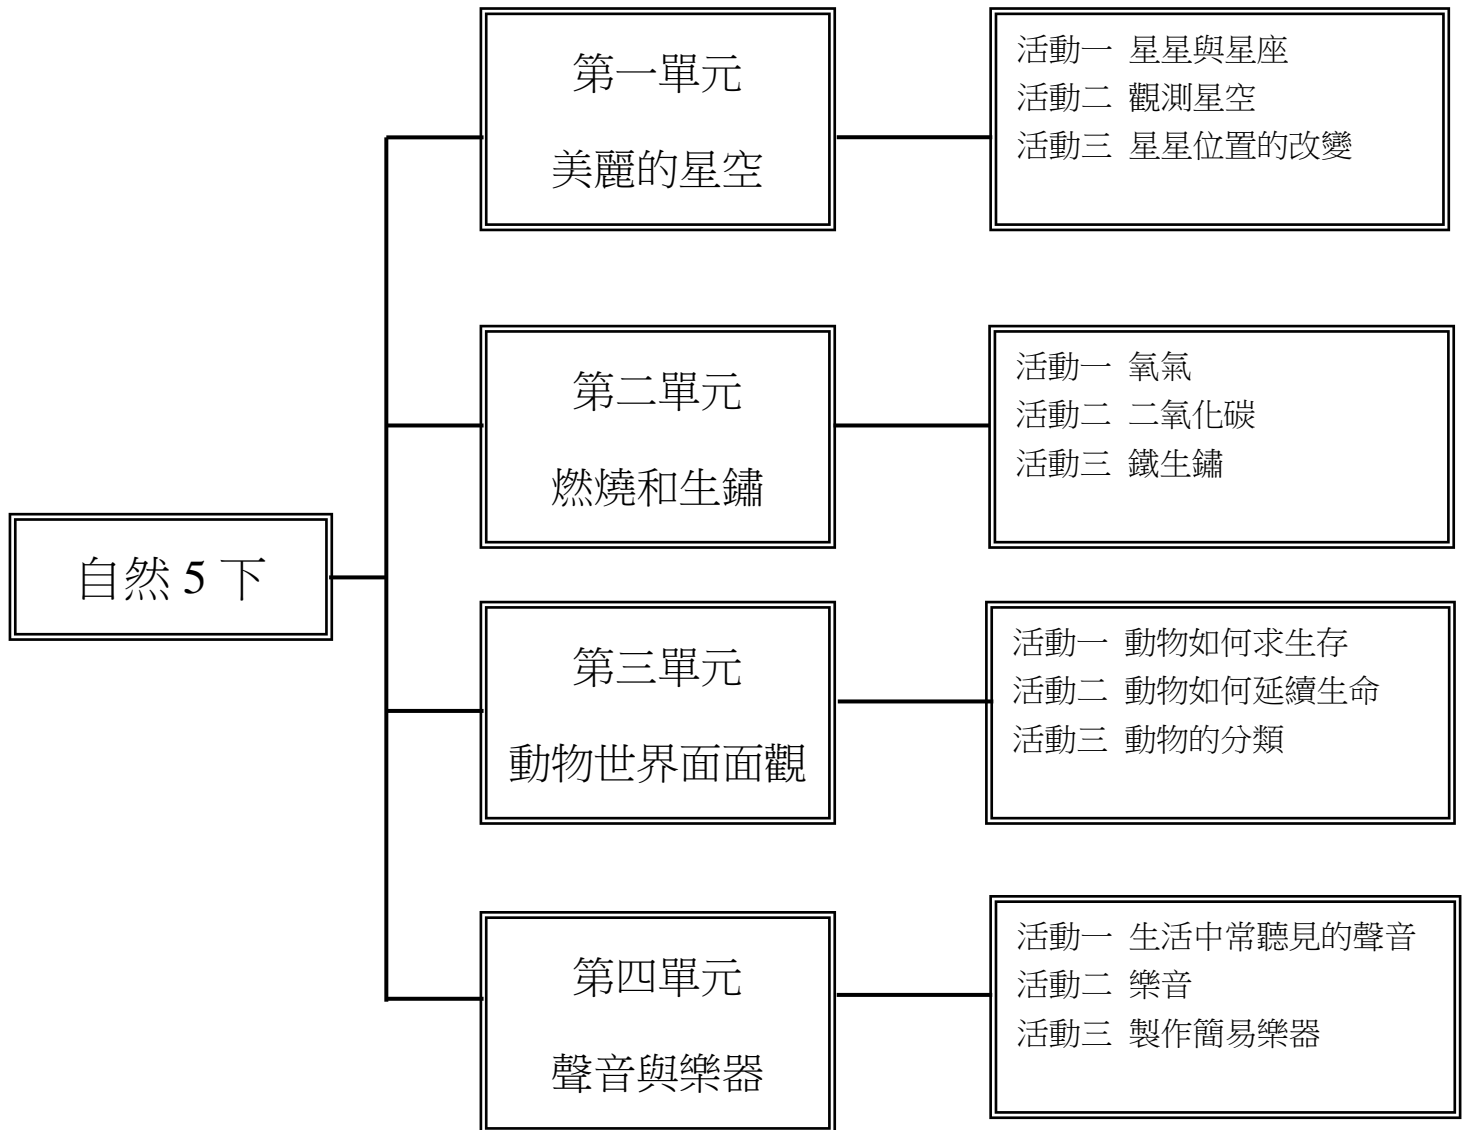 第一單元
美麗的星空
活動一 星星與星座
活動二 觀測星空
活動三 星星位置的改變
第二單元
燃燒和生鏽
活動一 氧氣
活動二 二氧化碳
活動三 鐵生鏽
自然 5 下
第三單元
動物世界面面觀
活動一 動物如何求生存
活動二 動物如何延續生命
活動三 動物的分類
第四單元
聲音與樂器
活動一 生活中常聽見的聲音
活動二 樂音
活動三 製作簡易樂器